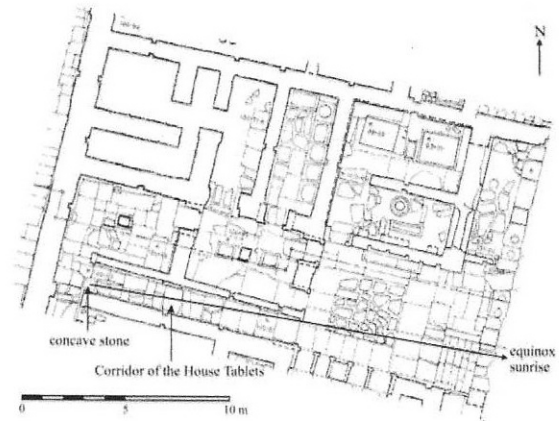 N
concave stone
Corridor of the House Tablets
equinox
sunrise
0 5 10 m